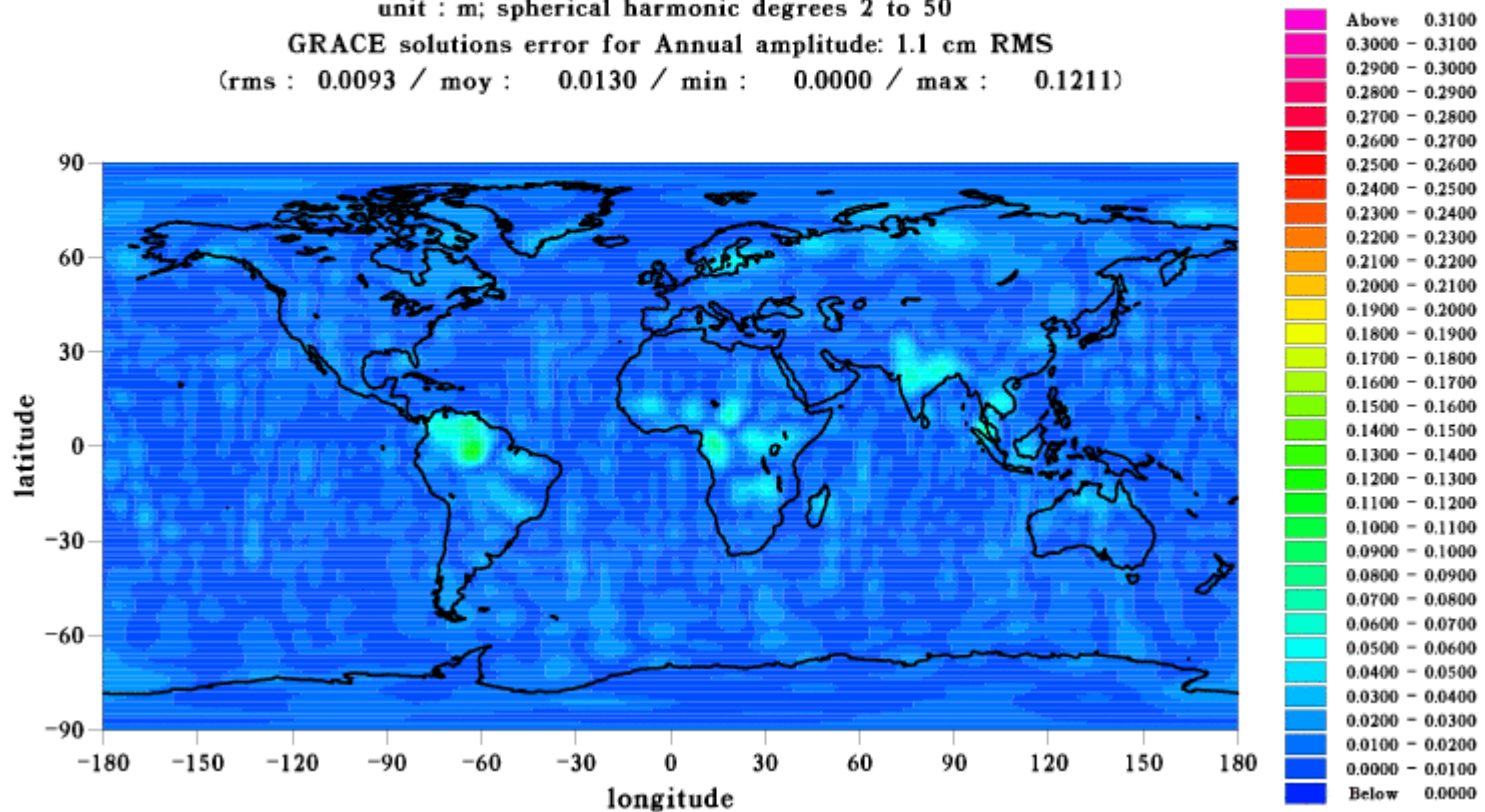 unit : m; spherical harmonic degrees 2 to 50
GRACE solutions error for Annual amplitude: 1.1 cm RMS
(rms : 0.0093 / moy : 0.0130 / min : 0.0000 / max : 0.1211)
90
60
30
0
−30
−60
−90
latitude
−180 −150 −120 −90 −60 −30 0 30 60 90 120 150 180
longitude
Above 0.3100
0.3000 − 0.3100
0.2900 − 0.3000
0.2800 − 0.2900
0.2700 − 0.2800
0.2600 − 0.2700
0.2500 − 0.2600
0.2400 − 0.2500
0.2300 − 0.2400
0.2200 − 0.2300
0.2100 − 0.2200
0.2000 − 0.2100
0.1900 − 0.2000
0.1800 − 0.1900
0.1700 − 0.1800
0.1600 − 0.1700
0.1500 − 0.1600
0.1400 − 0.1500
0.1300 − 0.1400
0.1200 − 0.1300
0.1100 − 0.1200
0.1000 − 0.1100
0.0900 − 0.1000
0.0800 − 0.0900
0.0700 − 0.0800
0.0600 − 0.0700
0.0500 − 0.0600
0.0400 − 0.0500
0.0300 − 0.0400
0.0200 − 0.0300
0.0100 − 0.0200
0.0000 − 0.0100
Below 0.0000